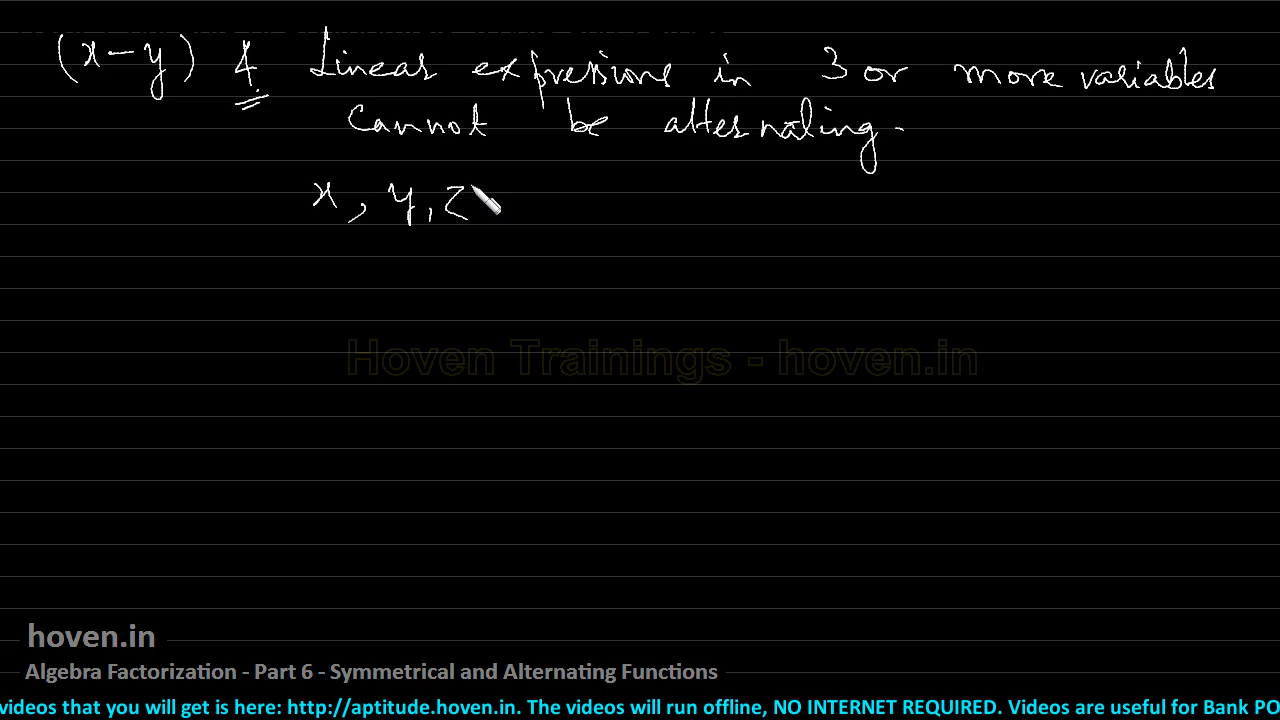 (x-y) 4 Linear expressions in 3 or more variables
cannot be alternating.
x, y, z
Hoven Trainings - hoven.in
hoven.in
Algebra Factorization - Part 6 - Symmetrical and Alternating Functions
videos that you will get is here: http://aptitude.hoven.in. The videos will run offline, NO INTERNET REQUIRED. Videos are useful for Bank PO